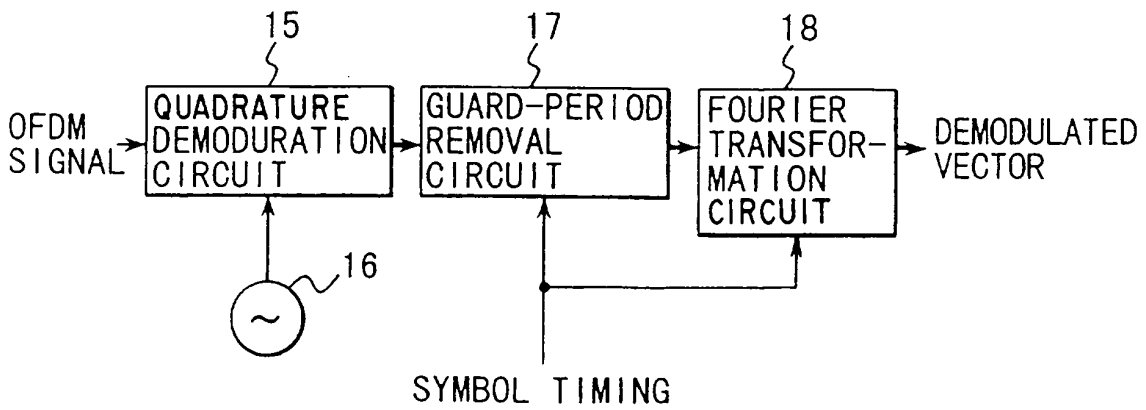 15
17
18
OFDM
SIGNAL
QUADRATURE
DEMODURATION
CIRCUIT
GUARD-PERIOD
REMOVAL
CIRCUIT
FOURIER
TRANSFOR-
MATION
CIRCUIT
DEMODULATED
VECTOR
16
~
SYMBOL TIMING